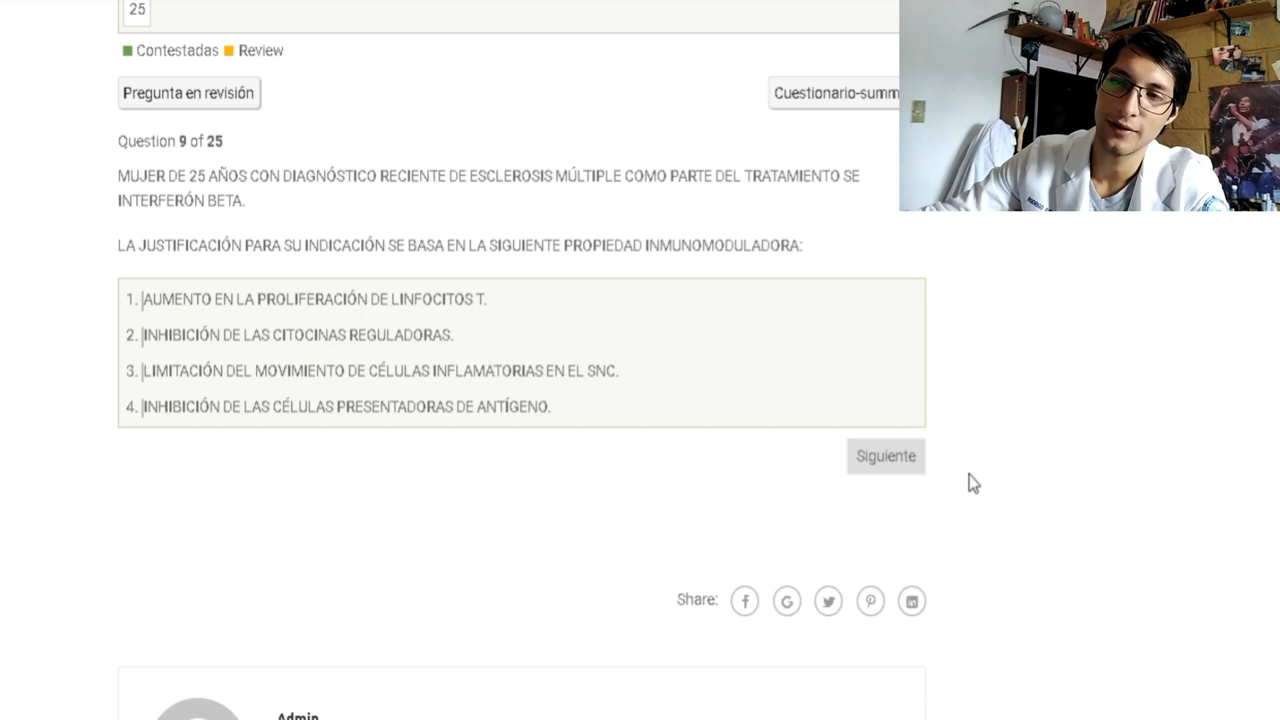 25
Contestadas Review
Pregunta en revisión
Cuestionario-summ
Question 9 of 25
MUJER DE 25 AÑOS CON DIAGNÓSTICO RECIENTE DE ESCLEROSIS MÚLTIPLE COMO PARTE DEL TRATAMIENTO SE
INTERFERÓN BETA.
LA JUSTIFICACIÓN PARA SU INDICACIÓN SE BASA EN LA SIGUIENTE PROPIEDAD INMUNOMODULADORA:
1. AUMENTO EN LA PROLIFERACIÓN DE LINFOCITOS T.
2. INHIBICIÓN DE LAS CITOCINAS REGULADORAS.
3. LIMITACIÓN DEL MOVIMIENTO DE CÉLULAS INFLAMATORIAS EN EL SNC.
4. INHIBICIÓN DE LAS CÉLULAS PRESENTADORAS DE ANTÍGENO.
Siguiente
Share:
Admin